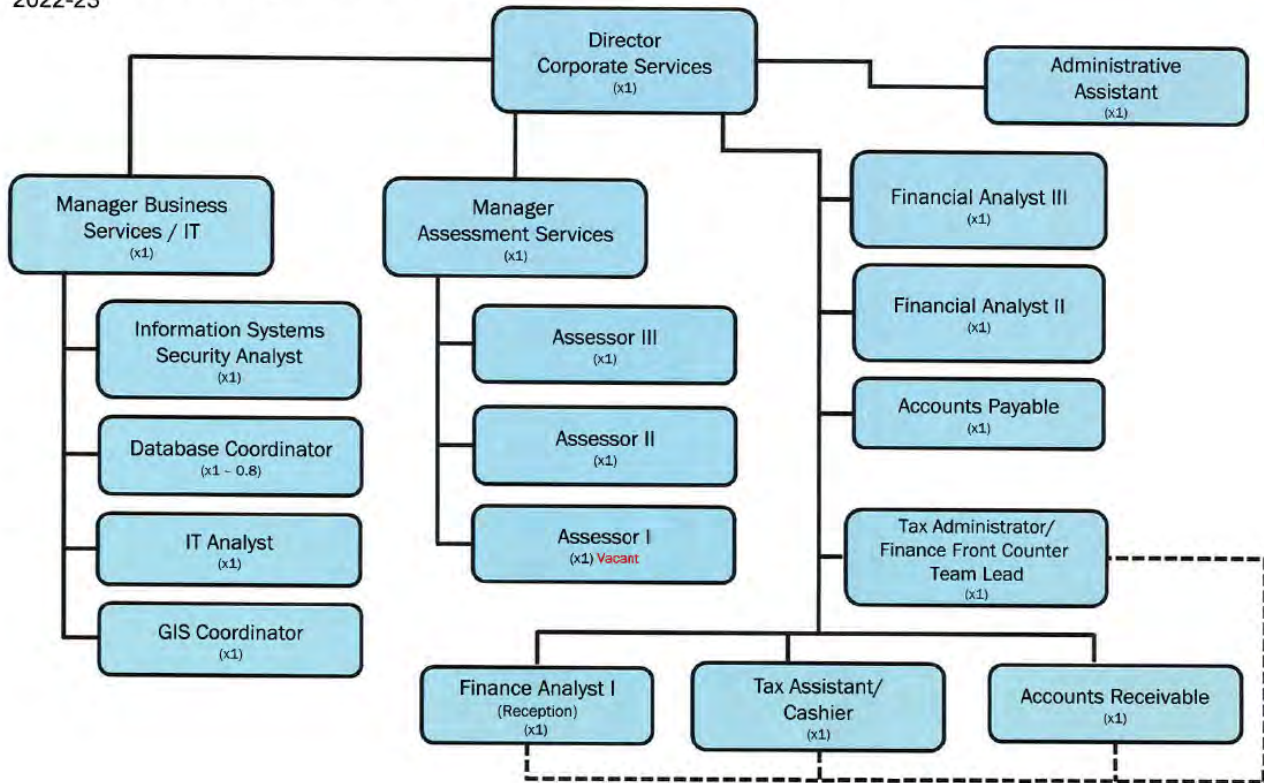 2022-23
Director
Corporate Services
(x1)
Administrative
Assistant
(x1)
Manager Business
Services / IT
(x1)
Manager
Assessment Services
(x1)
Financial Analyst III
(x1)
Information Systems
Security Analyst
(x1)
Assessor III
(x1)
Financial Analyst II
(x1)
Database Coordinator
(x1 - 0.8)
Assessor II
(x1)
Accounts Payable
(x1)
IT Analyst
(x1)
Assessor I
(x1) Vacant
Tax Administrator/
Finance Front Counter
Team Lead
(x1)
GIS Coordinator
(x1)
Finance Analyst I
(Reception)
(x1)
Tax Assistant/
Cashier
(x1)
Accounts Receivable
(x1)